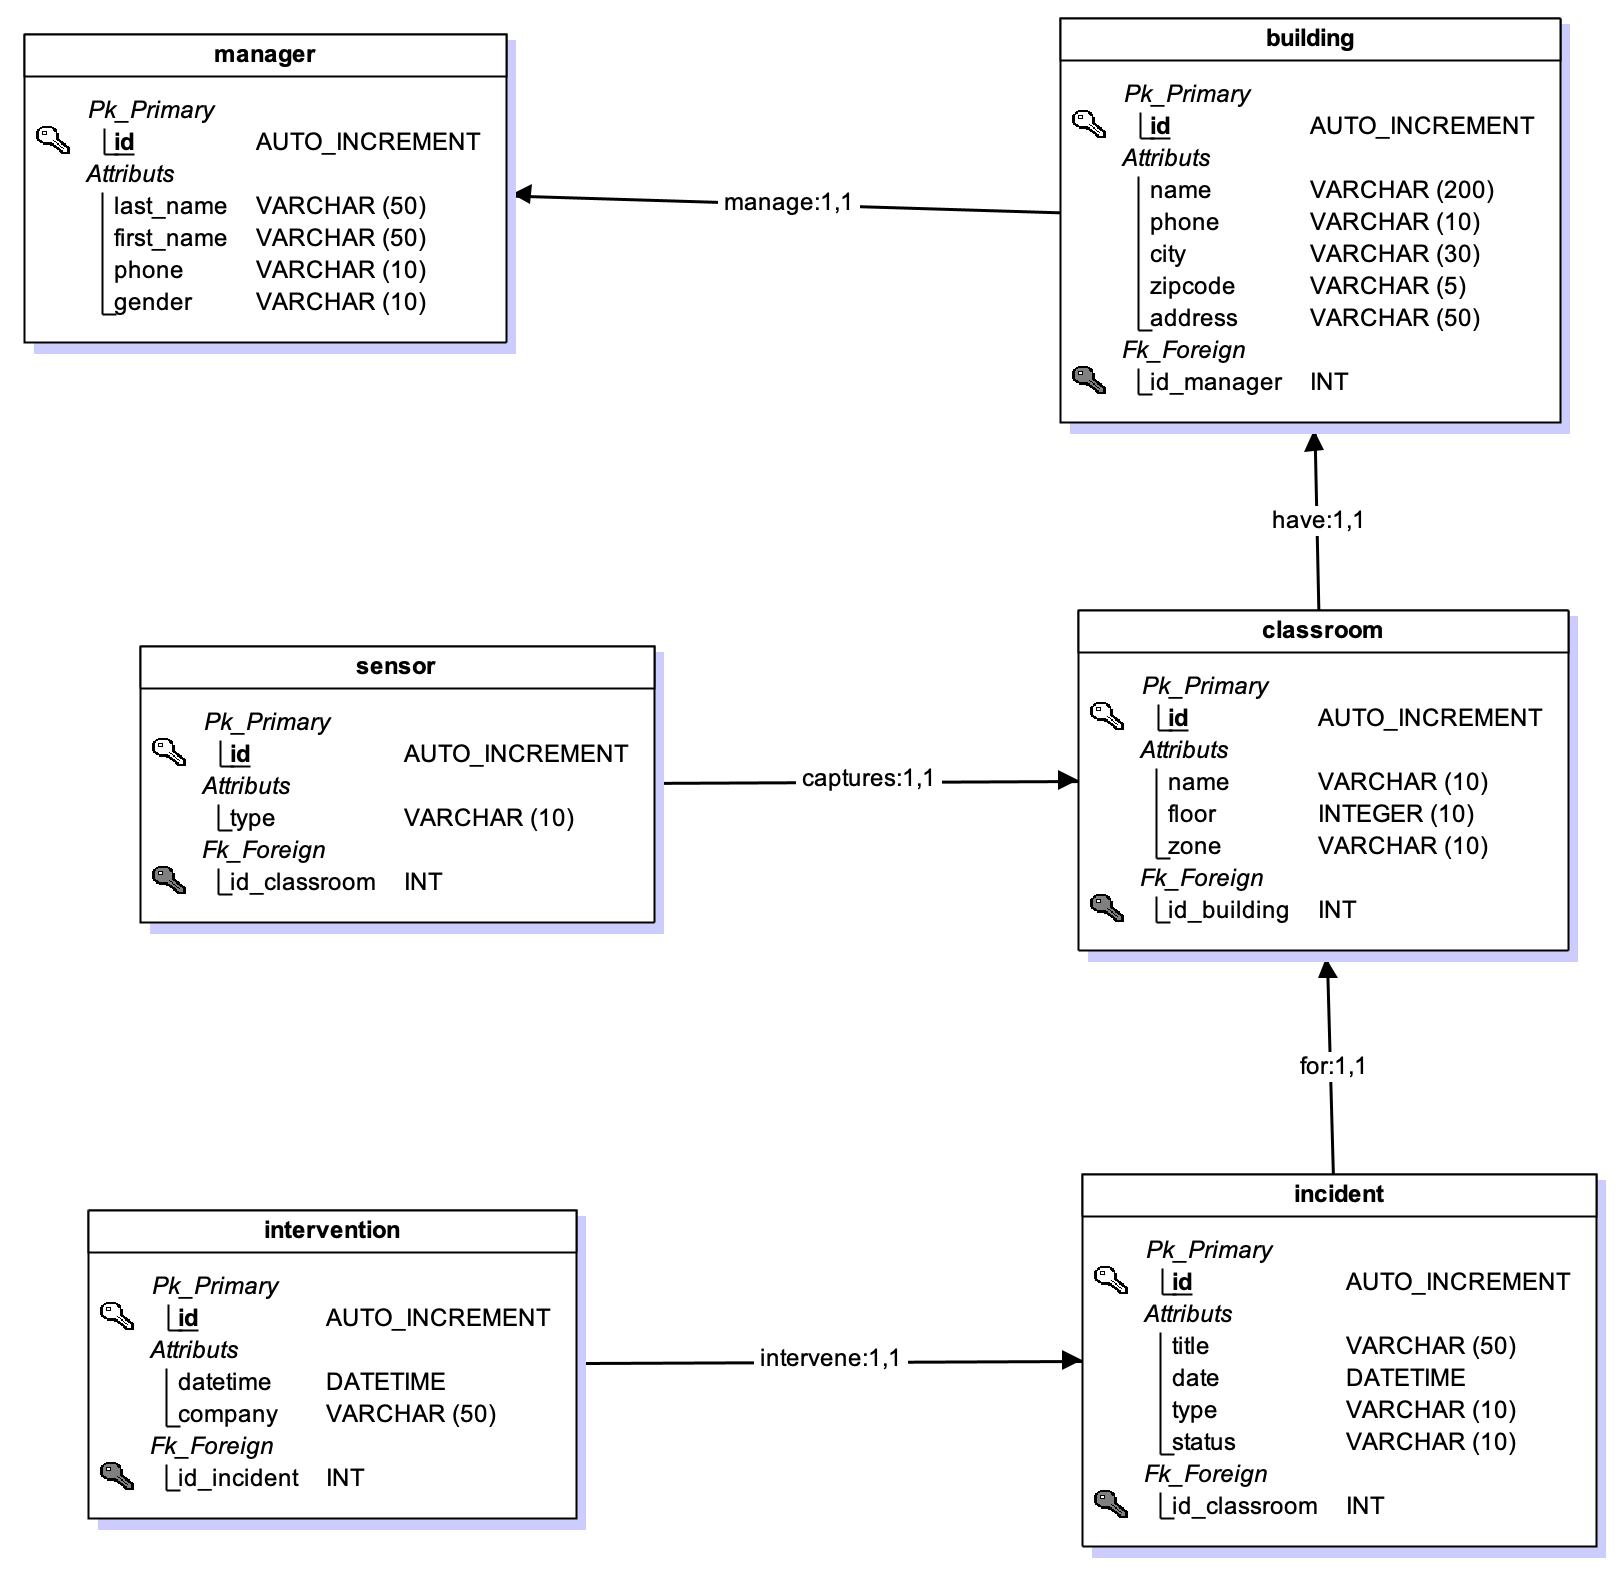 manager
Pk_Primary
id AUTO_INCREMENT
Attributs
last_name VARCHAR (50)
first_name VARCHAR (50)
phone VARCHAR (10)
gender VARCHAR (10)
manage:1,1
building
Pk_Primary
id AUTO_INCREMENT
Attributs
name VARCHAR (200)
phone VARCHAR (10)
city VARCHAR (30)
zipcode VARCHAR (5)
address VARCHAR (50)
Fk_Foreign
id_manager INT
have:1,1
sensor
Pk_Primary
id AUTO_INCREMENT
Attributs
type VARCHAR (10)
Fk_Foreign
id_classroom INT
captures:1,1
classroom
Pk_Primary
id AUTO_INCREMENT
Attributs
name VARCHAR (10)
floor INTEGER (10)
zone VARCHAR (10)
Fk_Foreign
id_building INT
for:1,1
intervention
Pk_Primary
id AUTO_INCREMENT
Attributs
datetime DATETIME
company VARCHAR (50)
Fk_Foreign
id_incident INT
intervene:1,1
incident
Pk_Primary
id AUTO_INCREMENT
Attributs
title VARCHAR (50)
date DATETIME
type VARCHAR (10)
status VARCHAR (10)
Fk_Foreign
id_classroom INT